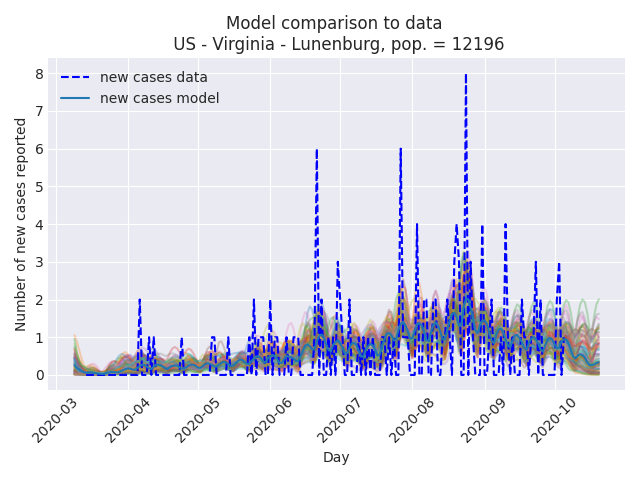 Model comparison to data
US - Virginia - Lunenburg, pop. = 12196
new cases data
new cases model
Number of new cases reported
8
7
6
5
4
3
2
1
0
2020-03
2020-04
2020-05
2020-06
2020-07
2020-08
2020-09
2020-10
Day